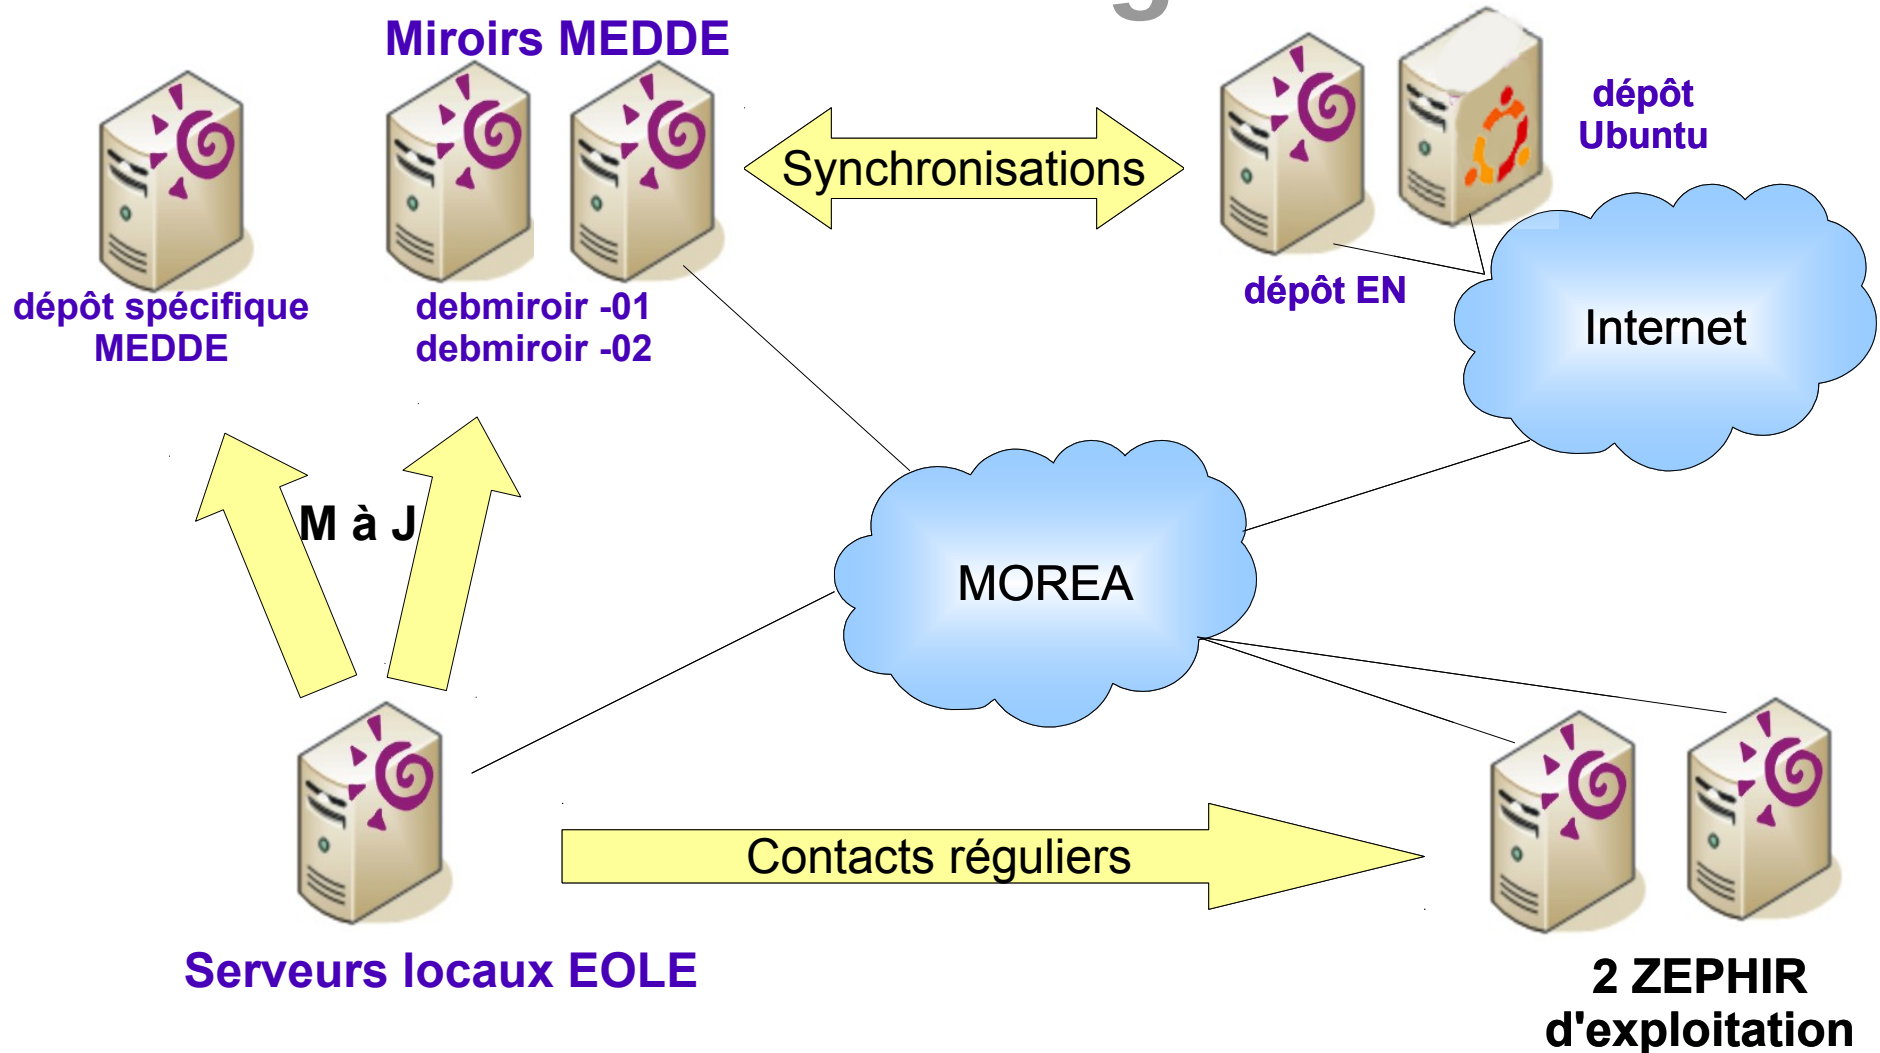 Miroirs MEDDE
dépôt
Ubuntu
Synchronisations
dépôt EN
dépôt spécifique
MEDDE
debmiroir -01
debmiroir -02
Internet
M à J
MOREA
Contacts réguliers
Serveurs locaux EOLE
2 ZEPHIR
d'exploitation